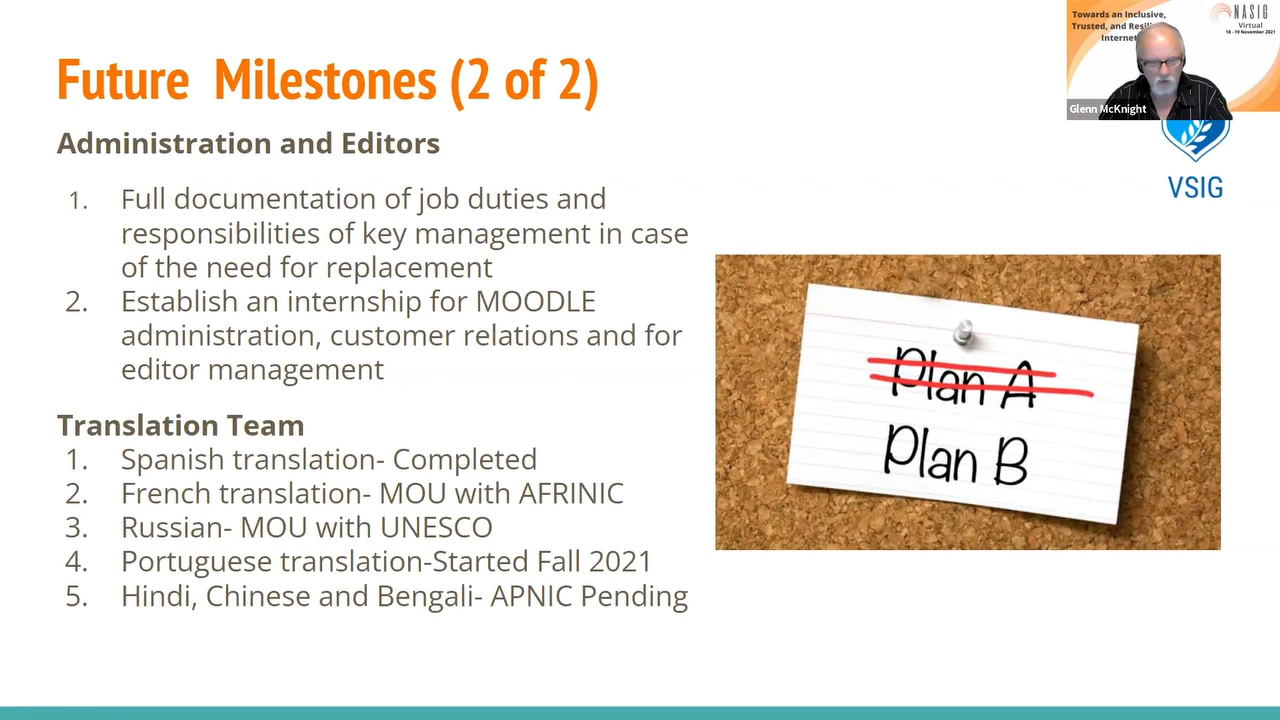 Future Milestones (2 of 2)
Administration and Editors
1. Full documentation of job duties and
responsibilities of key management in case
of the need for replacement
2. Establish an internship for MOODLE
administration, customer relations and for
editor management
Translation Team
1. Spanish translation- Completed
2. French translation- MOU with AFRINIC
3. Russian- MOU with UNESCO
4. Portuguese translation-Started Fall 2021
5. Hindi, Chinese and Bengali- APNIC Pending
Towards an Inclusive,
Trusted, and
Internet
NASIG
Virtual
18 - 19 November 2021
Glenn McKnight
VSIG
Plan A
Plan B